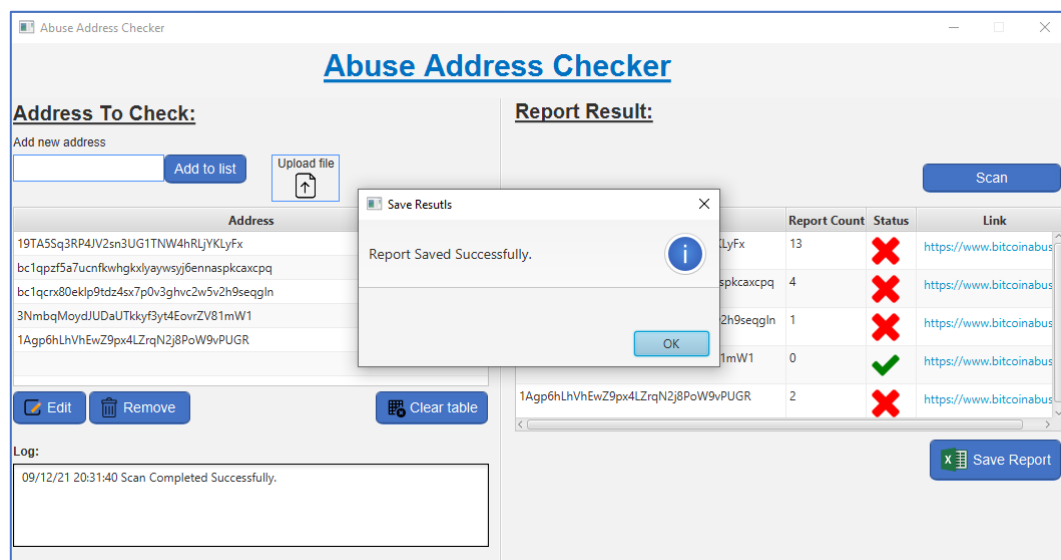 Abuse Address Checker
Abuse Address Checker
Address To Check:
Add new address
Add to list
Upload file
Address
19TA5Sq3RP4JV2sn3UG1TNW4hRLjYKLyFx
bc1qpzf5a7ucnfkwhgkxlyaywsyj6ennaspkcaxcpq
bc1qcrx80eklp9tdz4sx7p0v3ghvc2w5v2h9seqgln
3NmbqMoydJUDaUTkkyf3yt4EovrZV81mW1
1Agp6hLhVhEwZ9px4LZrqN2j8PoW9vPUGR
Edit
Remove
Clear table
Log:
09/12/21 20:31:40 Scan Completed Successfully.
Save Resutls
Report Saved Successfully.
OK
Report Result:
Scan
Report Count Status Link
KLyFx 13 https://www.bitcoinabus
spkcaxcpq 4 https://www.bitcoinabus
2h9seqgln 1 https://www.bitcoinabus
1mW1 0 https://www.bitcoinabus
1Agp6hLhVhEwZ9px4LZrqN2j8PoW9vPUGR 2 https://www.bitcoinabus
Save Report